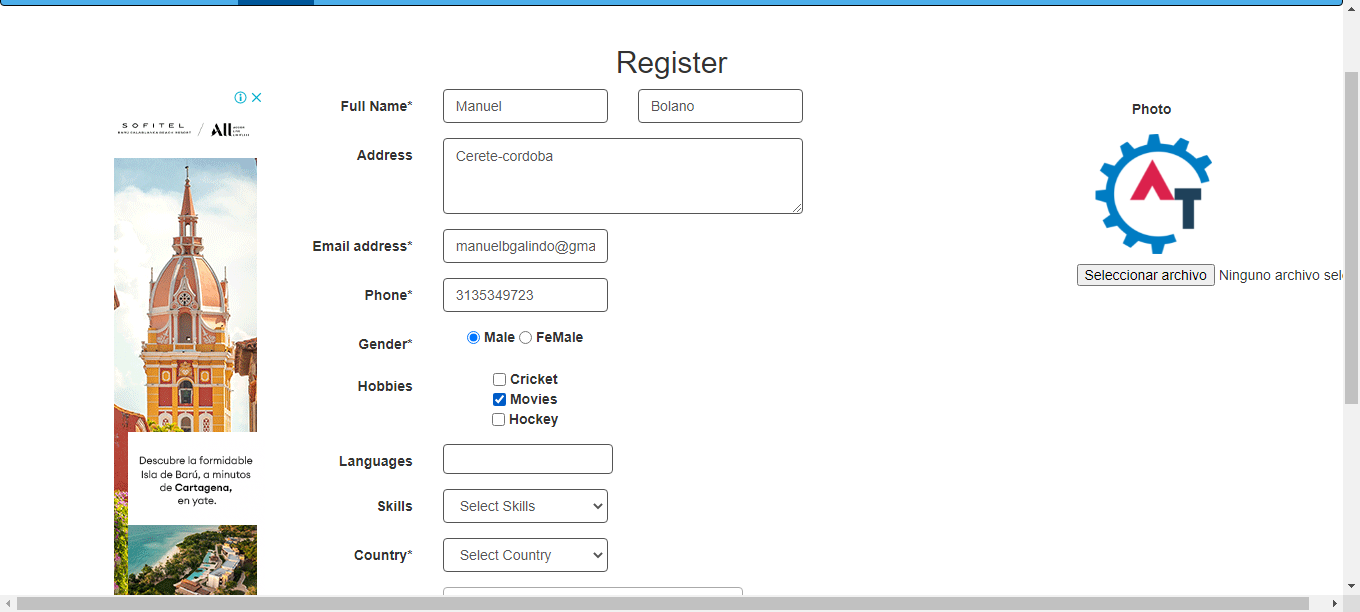 Register
Full Name* Manuel Bolano
Photo
SOFITEL
ALL
Address Cerete-cordoba
AT
Email address* manuelbgalindo@gma
Seleccionar archivo Ninguno archivo sel
Phone* 3135349723
Gender* Male FeMale
Hobbies Cricket
Movies
Hockey
Languages
Descubre la formidable
Isla de Barú, a minutos
de Cartagena,
en yate.
Skills Select Skills
Country* Select Country